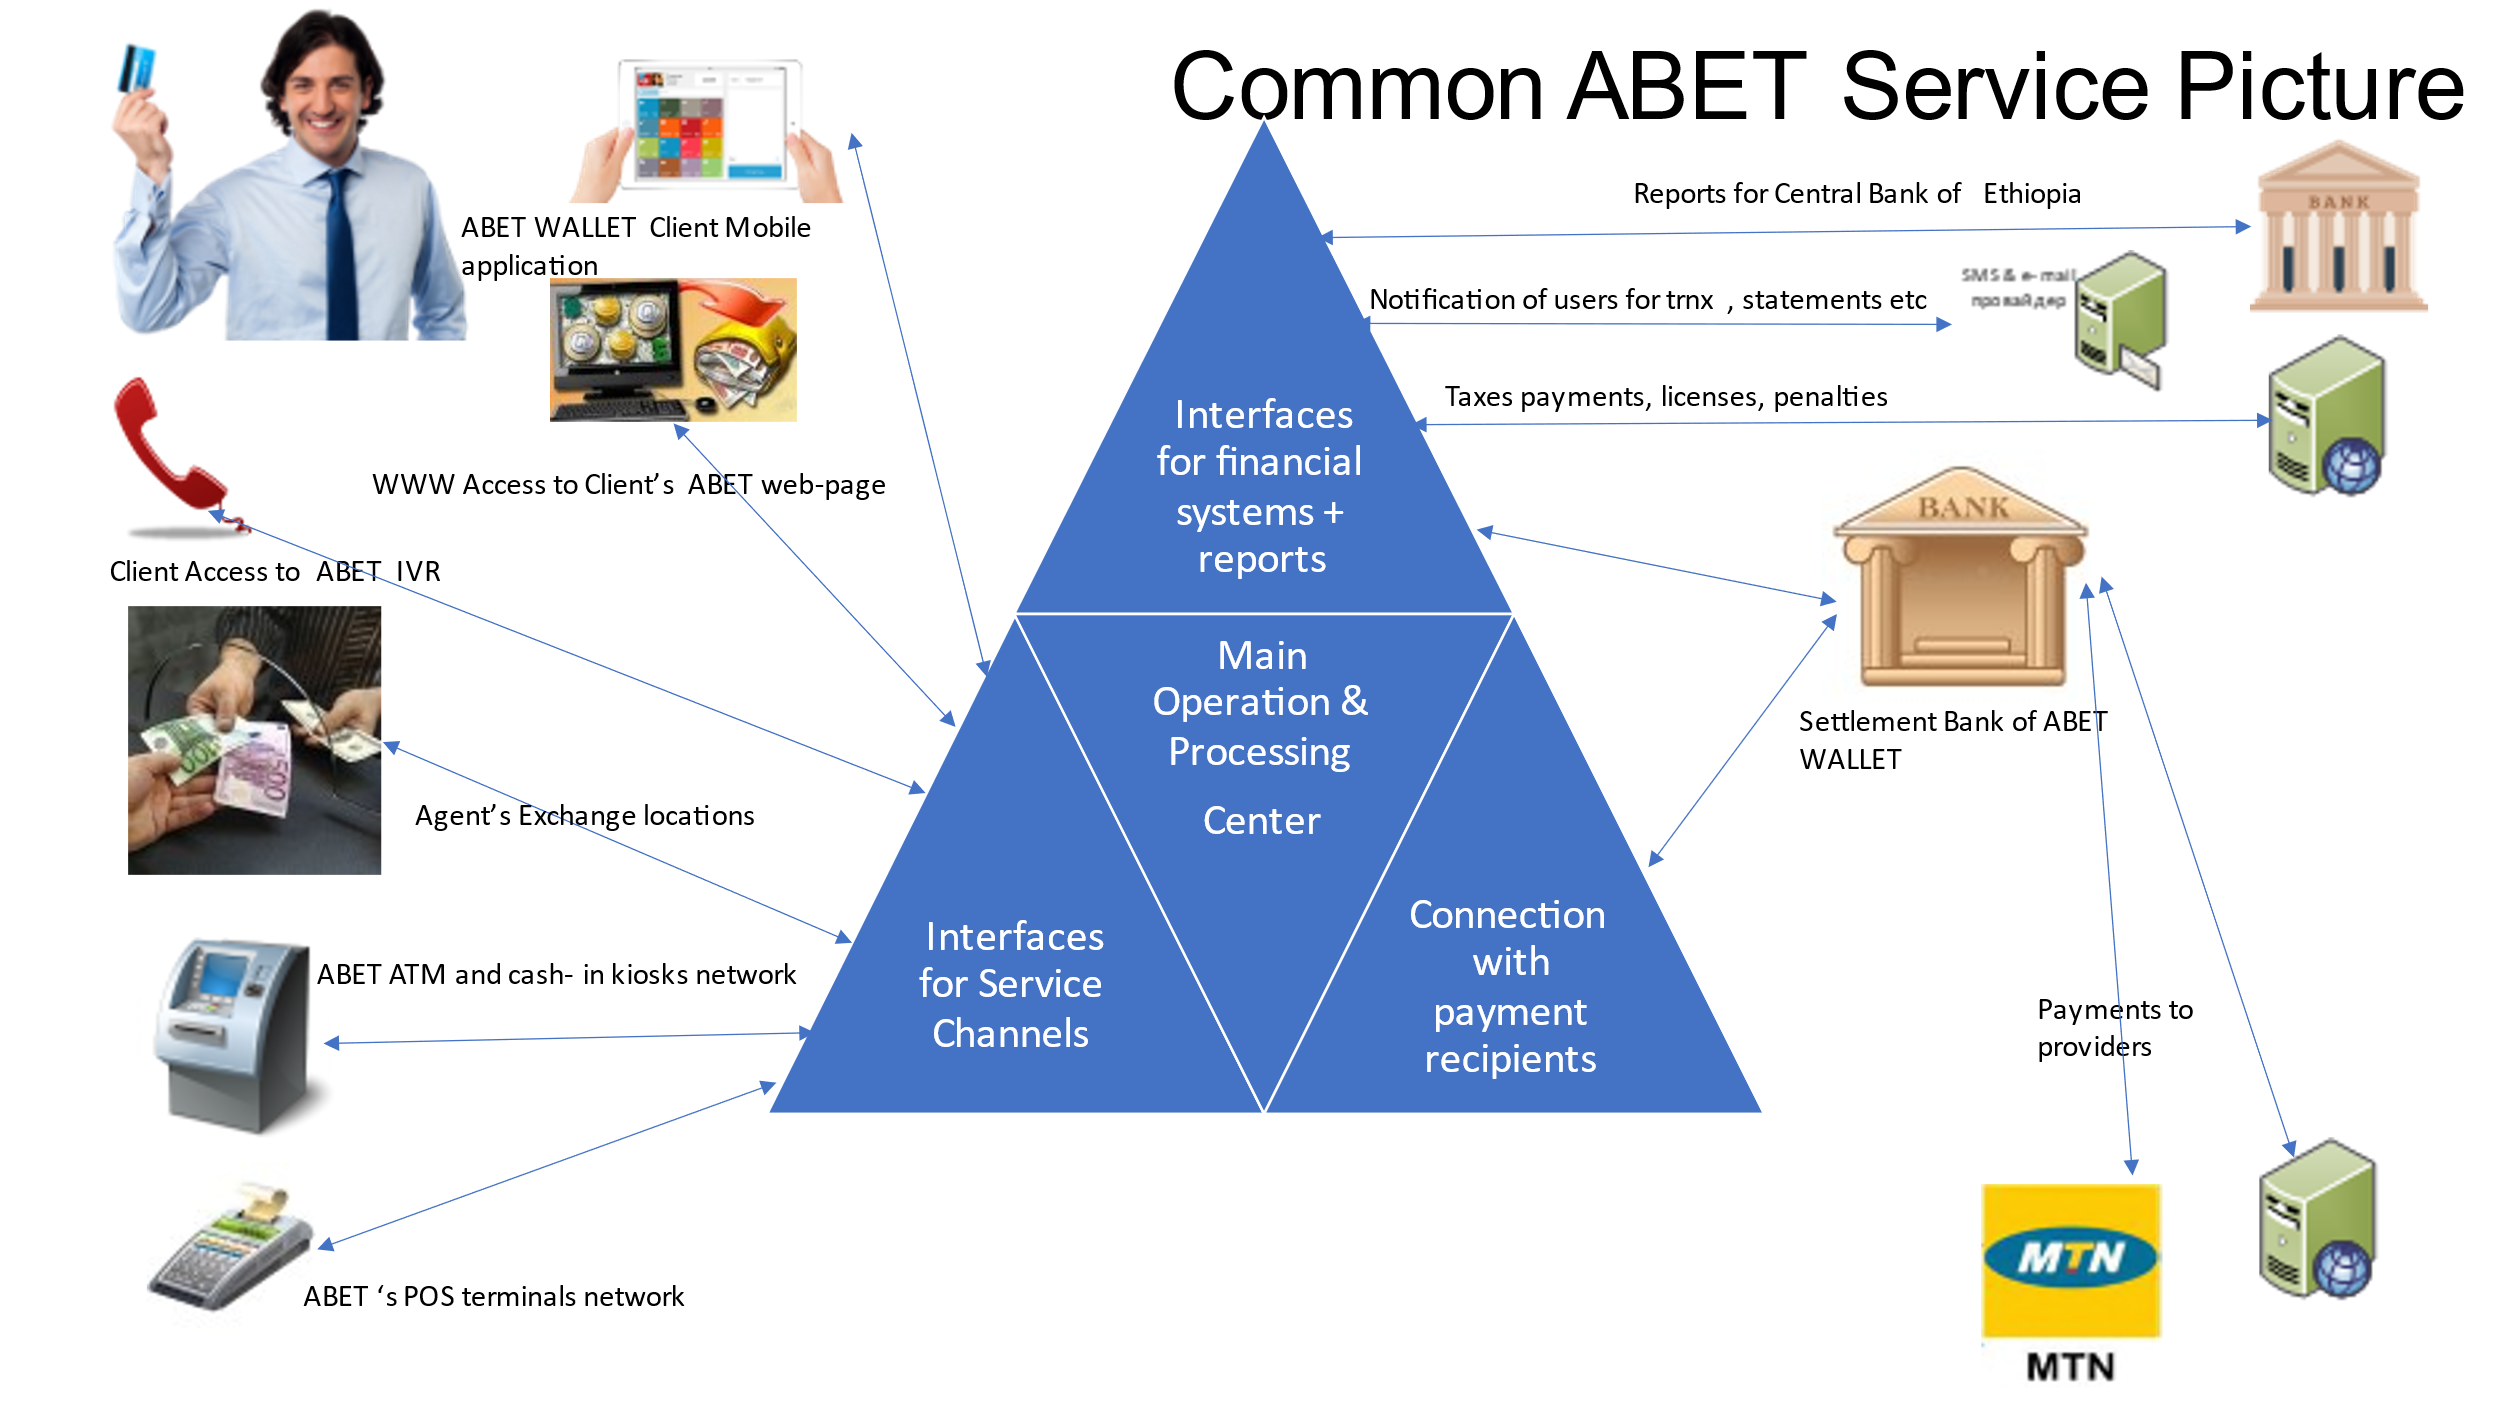 Common ABET Service Picture
ABET WALLET Client Mobile
application
Reports for Central Bank of Ethiopia
BANK
SMS & e-mail
провайдер
Notification of users for trnx , statements etc
Taxes payments, licenses, penalties
Interfaces
for financial
systems +
reports
WWW Access to Client’s ABET web-page
BANK
Client Access to ABET IVR
Main
Operation &
Processing
Center
Settlement Bank of ABET
WALLET
Agent’s Exchange locations
Interfaces
for Service
Channels
Connection
with
payment
recipients
ABET ATM and cash- in kiosks network
Payments to
providers
ABET ‘s POS terminals network
MTN
MTN